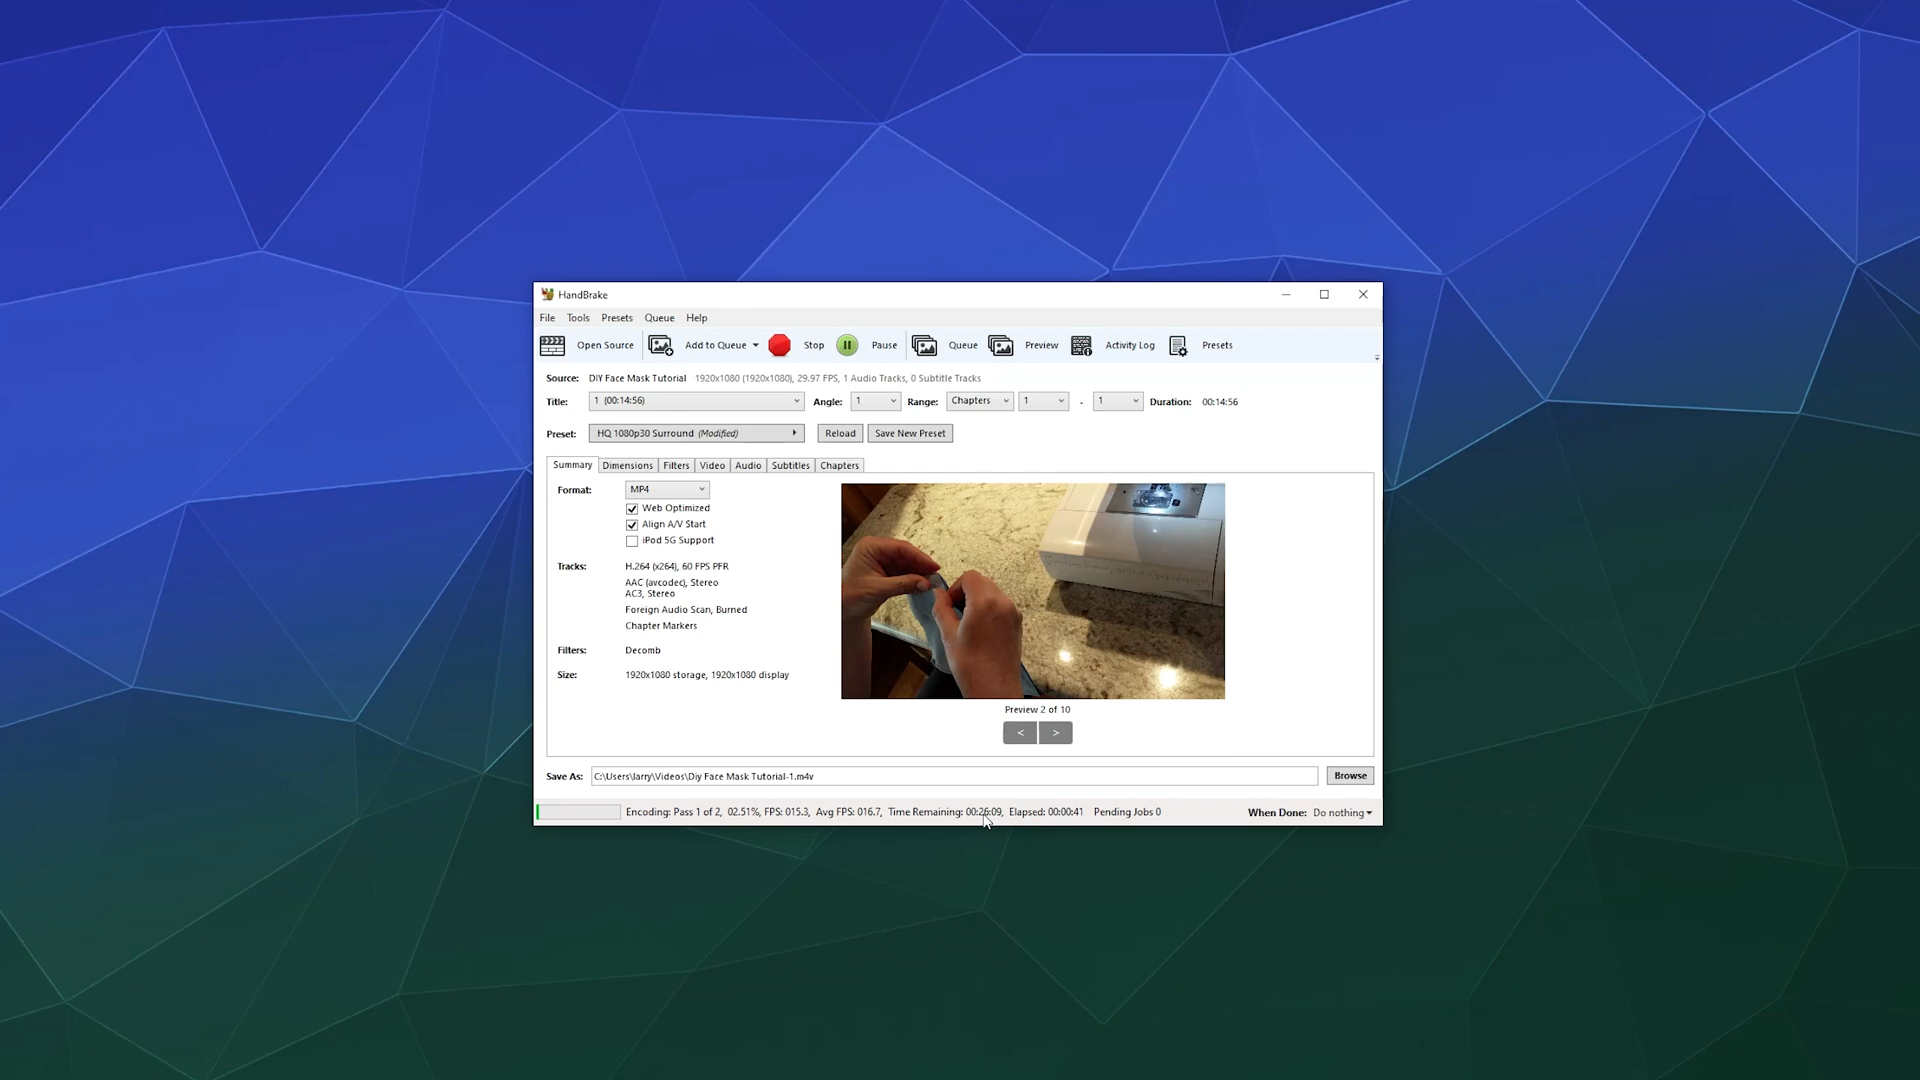 HandBrake
File Tools Presets Queue Help
Open Source Add to Queue Stop Pause Queue Preview Activity Log Presets
Source: DIY Face Mask Tutorial 1920x1080 (1920x1080), 29.97 FPS, 1 Audio Tracks, 0 Subtitle Tracks
Title: 1 (00:14:56) Angle: 1 Range: Chapters 1 - 1 Duration: 00:14:56
Preset: HQ 1080p30 Surround (Modified) Reload Save New Preset
Summary Dimensions Filters Video Audio Subtitles Chapters
Format: MP4
Web Optimized
Align A/V Start
iPod 5G Support
Tracks: H.264 (x264), 60 FPS PFR
AAC (avcodec), Stereo
AC3, Stereo
Foreign Audio Scan, Burned
Chapter Markers
Filters: Decomb
Size: 1920x1080 storage, 1920x1080 display
Preview 2 of 10
< >
Save As: C:\Users\larry\Videos\Diy Face Mask Tutorial-1.m4v Browse
Encoding: Pass 1 of 2, 02.51%, FPS: 015.3, Avg FPS: 016.7, Time Remaining: 00:26:09, Elapsed: 00:00:41 Pending Jobs 0 When Done: Do nothing